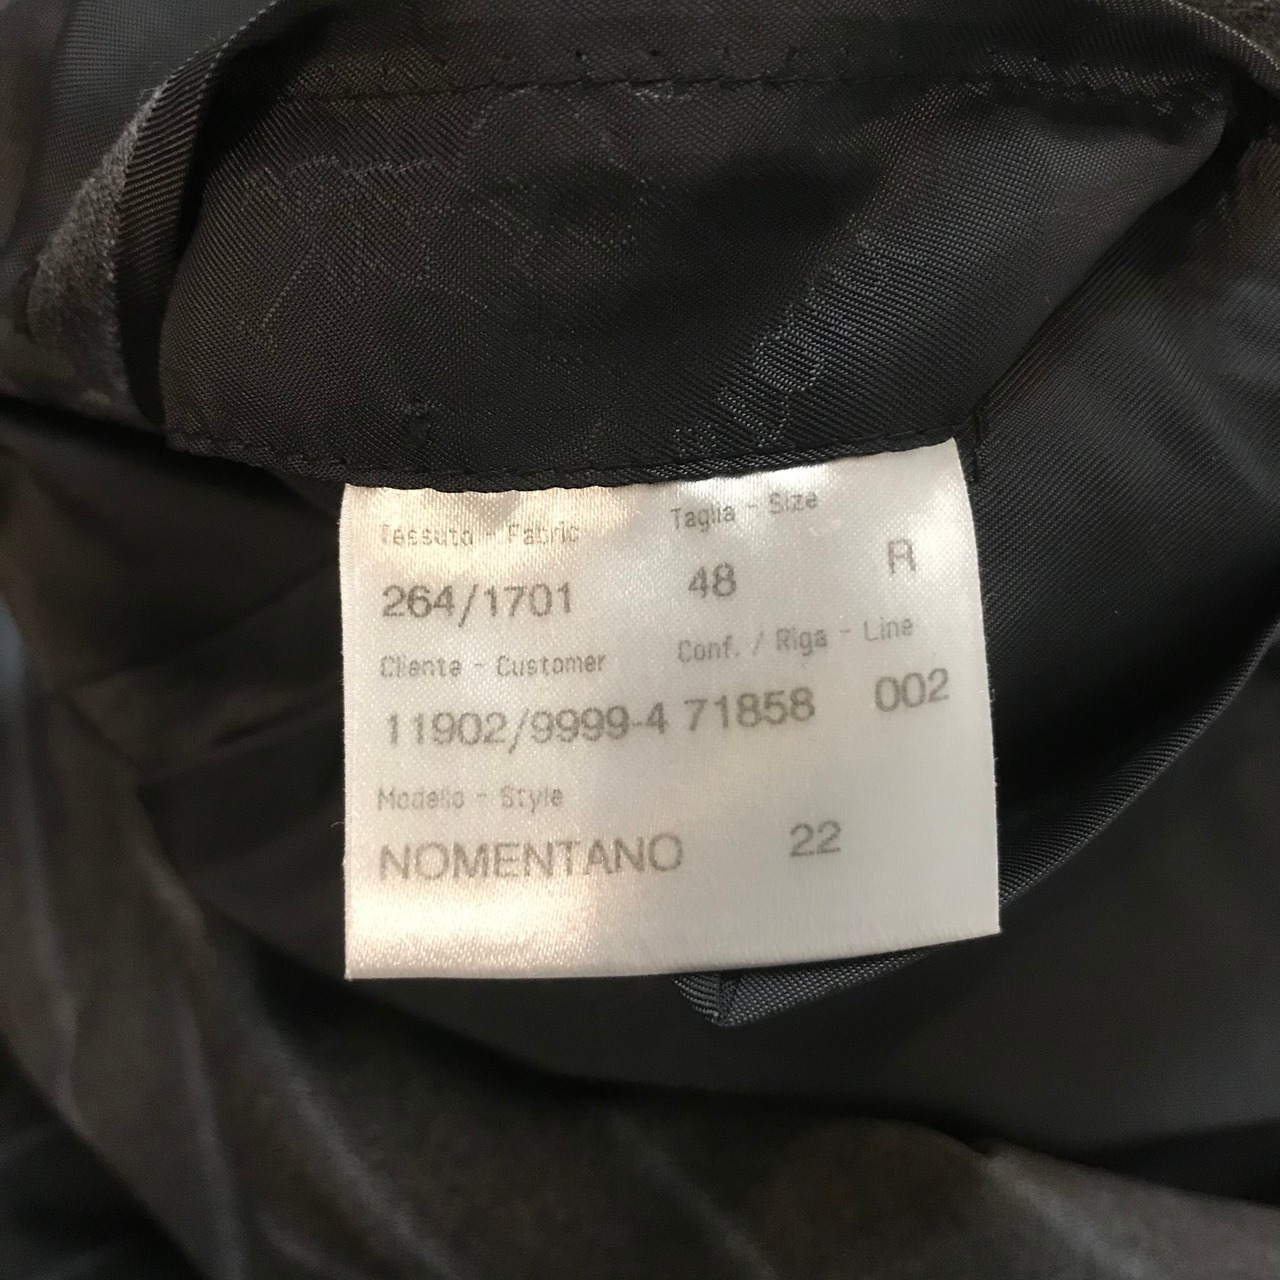 Tessuto - Fabric Taglia - Size
264/1701 48 R
Cliente - Customer Conf. / Riga - Line
11902/9999-4 71858 002
Modello - Style
NOMENTANO 22